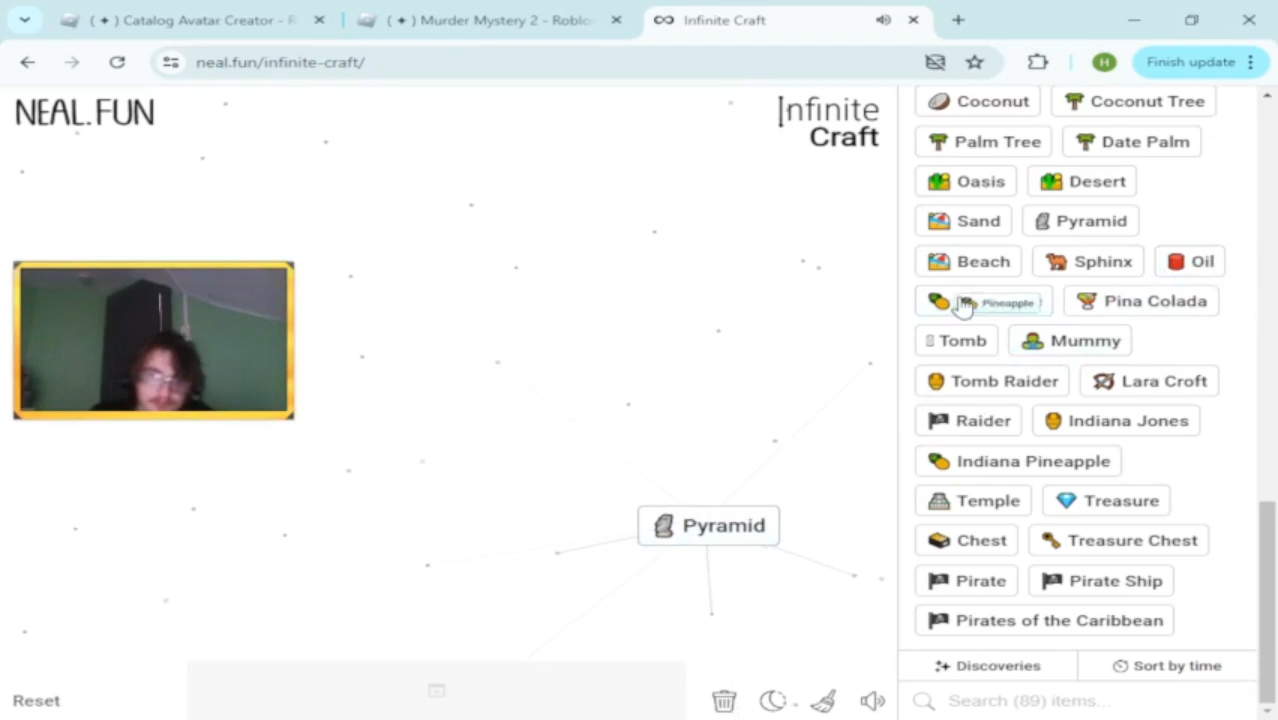 ( ✦ ) Catalog Avatar Creator - R
( ✦ ) Murder Mystery 2 - Roblo
Infinite Craft
neal.fun/infinite-craft/
H
Finish update
NEAL.FUN
Infinite
Craft
Coconut
Coconut Tree
Palm Tree
Date Palm
Oasis
Desert
Sand
Pyramid
Beach
Sphinx
Oil
Pineapple
Pina Colada
Tomb
Mummy
Tomb Raider
Lara Croft
Raider
Indiana Jones
Indiana Pineapple
Temple
Treasure
Chest
Treasure Chest
Pirate
Pirate Ship
Pirates of the Caribbean
Pyramid
Discoveries
Sort by time
Reset
Search (89) items...